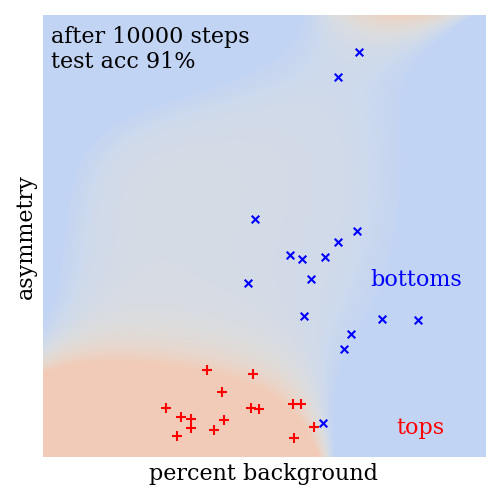 after 10000 steps
test acc 91%
asymmetry
bottoms
tops
percent background